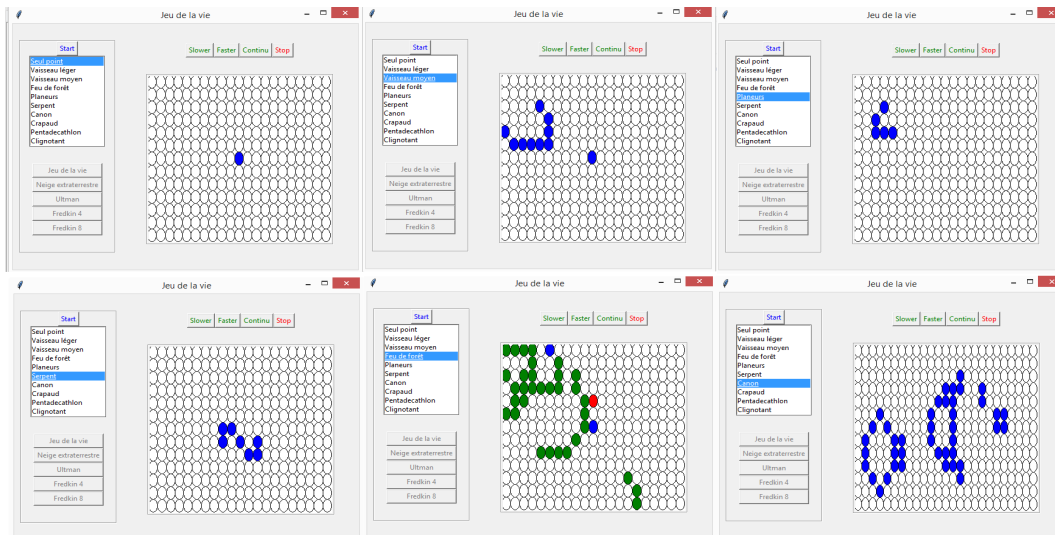 Jeu de la vie
Start
Slower Faster Continu Stop
Seul point
Vaisseau léger
Vaisseau moyen
Feu de forêt
Planeurs
Serpent
Canon
Crapaud
Pentadecathlon
Clignotant
Jeu de la vie
Neige extraterrestre
Ultman
Fredkin 4
Fredkin 8
Jeu de la vie
Start
Slower Faster Continu Stop
Seul point
Vaisseau léger
Vaisseau moyen
Feu de forêt
Planeurs
Serpent
Canon
Crapaud
Pentadecathlon
Clignotant
Jeu de la vie
Neige extraterrestre
Ultman
Fredkin 4
Fredkin 8
Jeu de la vie
Start
Slower Faster Continu Stop
Seul point
Vaisseau léger
Vaisseau moyen
Feu de forêt
Planeurs
Serpent
Canon
Crapaud
Pentadecathlon
Clignotant
Jeu de la vie
Neige extraterrestre
Ultman
Fredkin 4
Fredkin 8
Jeu de la vie
Start
Slower Faster Continu Stop
Seul point
Vaisseau léger
Vaisseau moyen
Feu de forêt
Planeurs
Serpent
Canon
Crapaud
Pentadecathlon
Clignotant
Jeu de la vie
Neige extraterrestre
Ultman
Fredkin 4
Fredkin 8
Jeu de la vie
Start
Slower Faster Continu Stop
Seul point
Vaisseau léger
Vaisseau moyen
Feu de forêt
Planeurs
Serpent
Canon
Crapaud
Pentadecathlon
Clignotant
Jeu de la vie
Neige extraterrestre
Ultman
Fredkin 4
Fredkin 8
Jeu de la vie
Start
Slower Faster Continu Stop
Seul point
Vaisseau léger
Vaisseau moyen
Feu de forêt
Planeurs
Serpent
Canon
Crapaud
Pentadecathlon
Clignotant
Jeu de la vie
Neige extraterrestre
Ultman
Fredkin 4
Fredkin 8